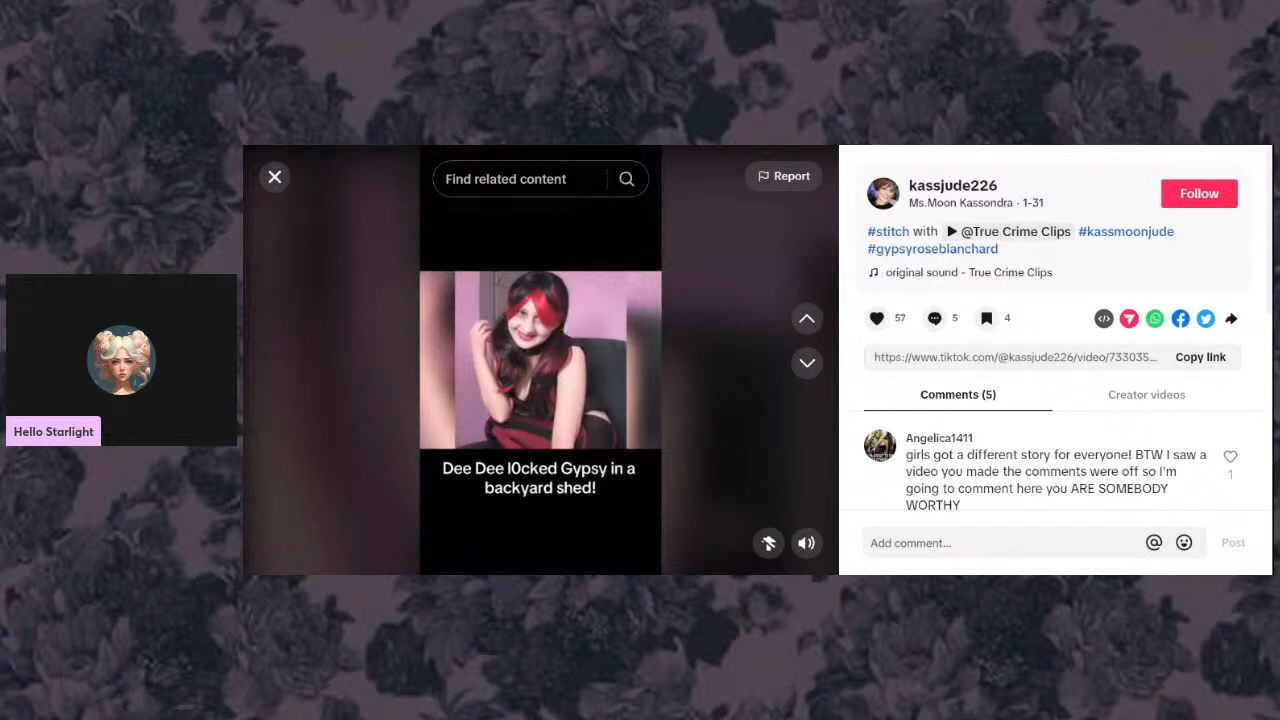 Find related content
Report
Dee Dee l0cked Gypsy in a
backyard shed!
Hello Starlight
kassjude226
Ms.Moon Kassondra · 1-31
Follow
#stitch with @True Crime Clips #kassmoonjude
#gypsyroseblanchard
original sound - True Crime Clips
57
5
4
https://www.tiktok.com/@kassjude226/video/733035...
Copy link
Comments (5)
Creator videos
Angelica1411
girls got a different story for everyone! BTW I saw a
video you made the comments were off so I'm
going to comment here you ARE SOMEBODY
WORTHY
1
Add comment...
Post